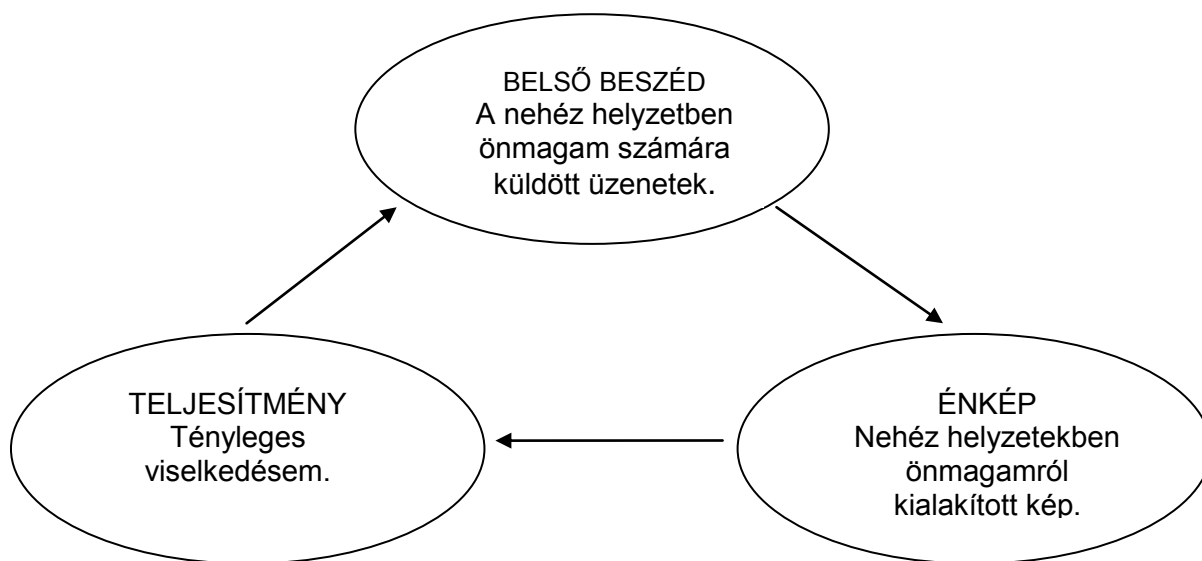 BELSŐ BESZÉD
A nehéz helyzetben
önmagam számára
küldött üzenetek.
TELJESÍTMÉNY
Tényleges
viselkedésem.
ÉNKÉP
Nehéz helyzetekben
önmagamról
kialakított kép.